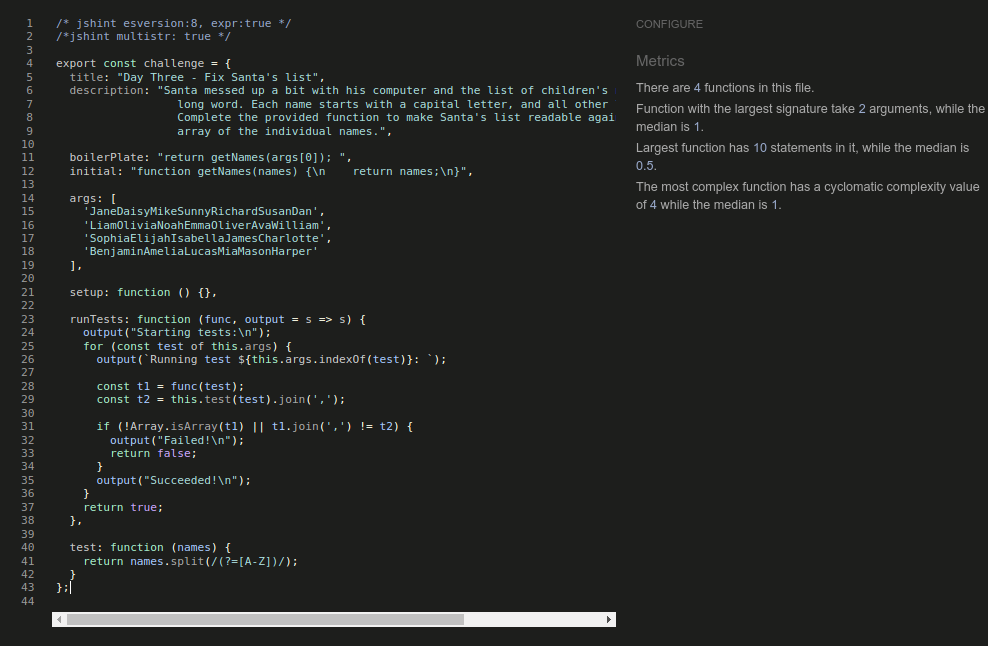 1 /* jshint esversion:8, expr:true */
2 /*jshint multistr: true */
3
4 export const challenge = {
5   title: "Day Three - Fix Santa's list",
6   description: "Santa messed up a bit with his computer and the list of children's
7                   long word. Each name starts with a capital letter, and all other
8                   Complete the provided function to make Santa's list readable agai
9                   array of the individual names.",
10
11   boilerPlate: "return getNames(args[0]); ",
12   initial: "function getNames(names) {\n    return names;\n}",
13
14   args: [
15     'JaneDaisyMikeSunnyRichardSusanDan',
16     'LiamOliviaNoahEmmaOliverAvaWilliam',
17     'SophiaElijahIsabellaJamesCharlotte',
18     'BenjaminAmeliaLucasMiaMasonHarper'
19   ],
20
21   setup: function () {},
22
23   runTests: function (func, output = s => s) {
24     output("Starting tests:\n");
25     for (const test of this.args) {
26       output(`Running test ${this.args.indexOf(test)}: `);
27
28       const t1 = func(test);
29       const t2 = this.test(test).join(',');
30
31       if (!Array.isArray(t1) || t1.join(',') != t2) {
32         output("Failed!\n");
33         return false;
34       }
35       output("Succeeded!\n");
36     }
37     return true;
38   },
39
40   test: function (names) {
41     return names.split(/(?=[A-Z])/);
42   }
43 };
44
CONFIGURE
Metrics
There are 4 functions in this file.
Function with the largest signature take 2 arguments, while the
median is 1.
Largest function has 10 statements in it, while the median is
0.5.
The most complex function has a cyclomatic complexity value
of 4 while the median is 1.